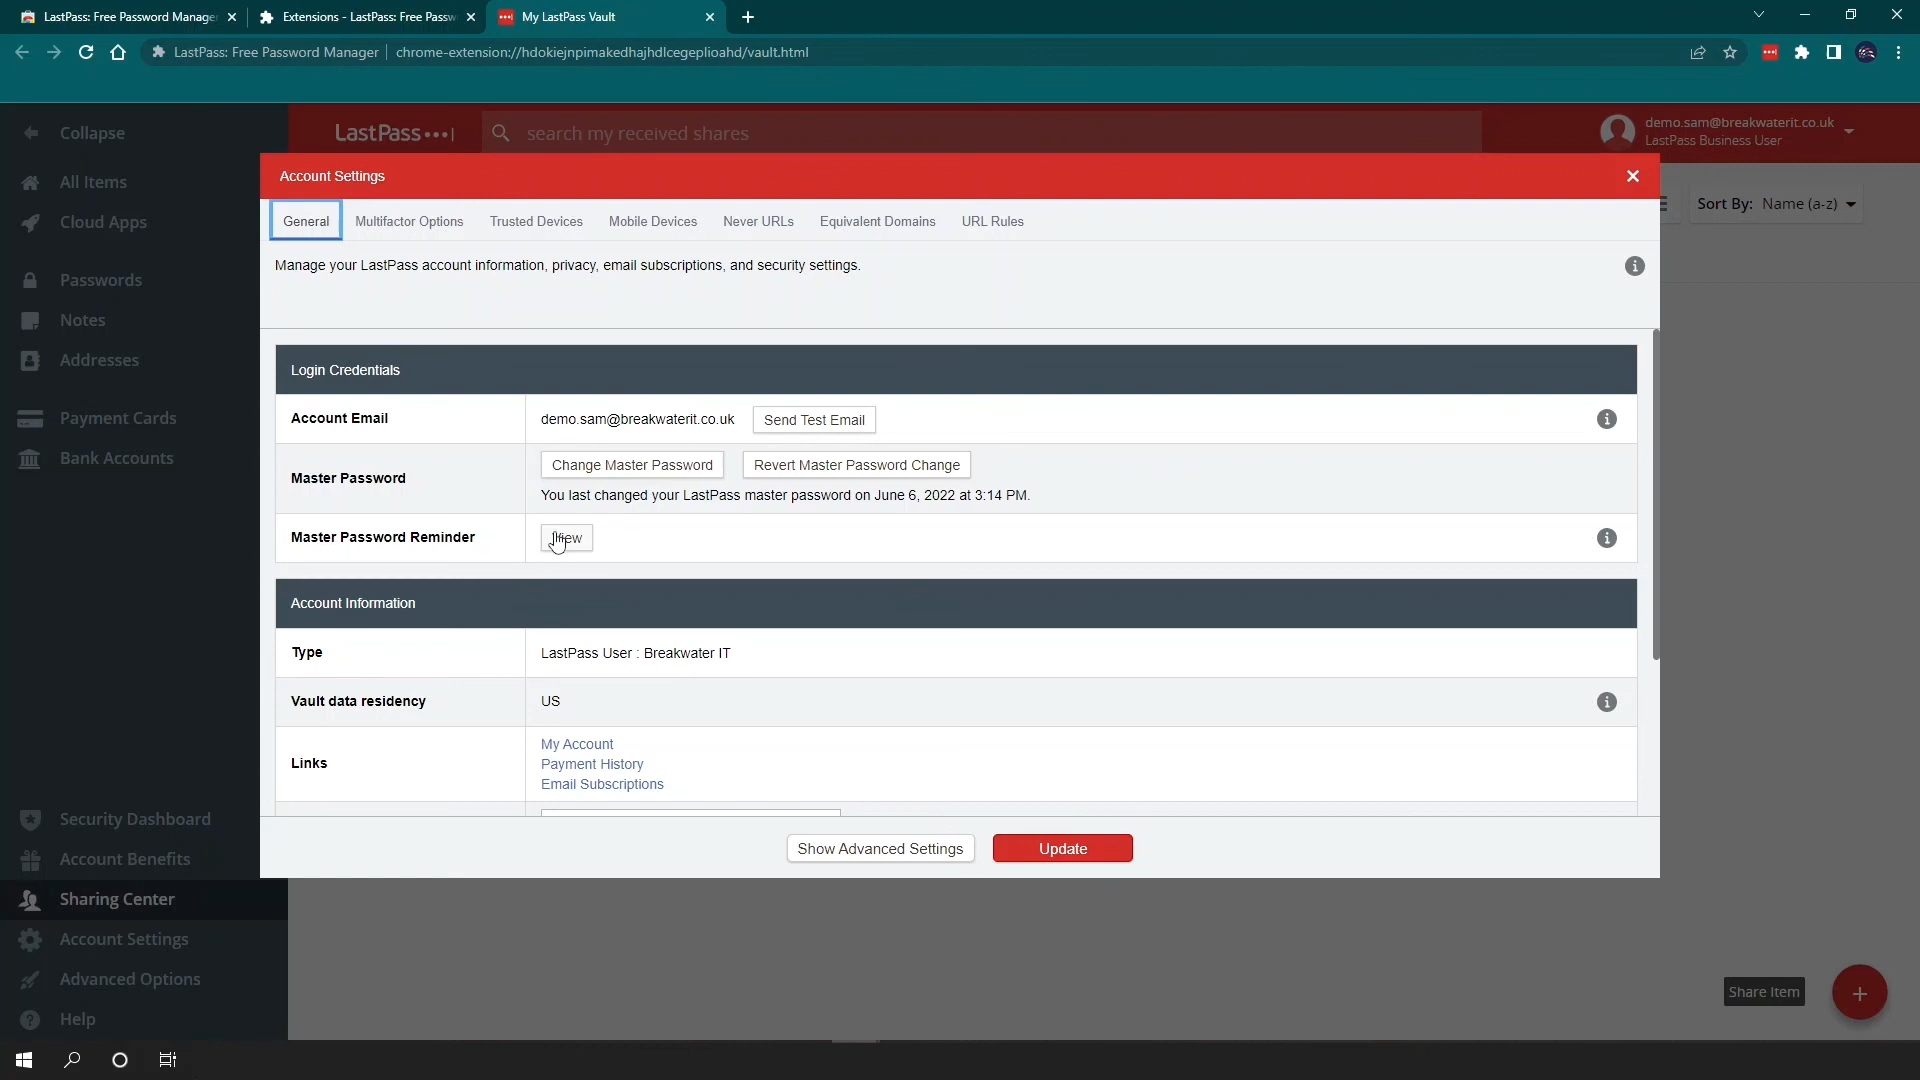 LastPass: Free Password Manage
Extensions - LastPass: Free Passw
My LastPass Vault
LastPass: Free Password Manager
chrome-extension://hdokiejnpimakedhajhdlcegeplioahd/vault.html
Collapse
LastPass
search my received shares
demo.sam@breakwaterit.co.uk
LastPass Business User
All Items
Cloud Apps
Passwords
Notes
Addresses
Payment Cards
Bank Accounts
Security Dashboard
Account Benefits
Sharing Center
Account Settings
Advanced Options
Help
Sort By: Name (a-z)
Account Settings
General
Multifactor Options
Trusted Devices
Mobile Devices
Never URLs
Equivalent Domains
URL Rules
Manage your LastPass account information, privacy, email subscriptions, and security settings.
Login Credentials
Account Email
demo.sam@breakwaterit.co.uk
Send Test Email
Master Password
Change Master Password
Revert Master Password Change
You last changed your LastPass master password on June 6, 2022 at 3:14 PM.
Master Password Reminder
View
Account Information
Type
LastPass User : Breakwater IT
Vault data residency
US
Links
My Account
Payment History
Email Subscriptions
Show Advanced Settings
Update
Share Item